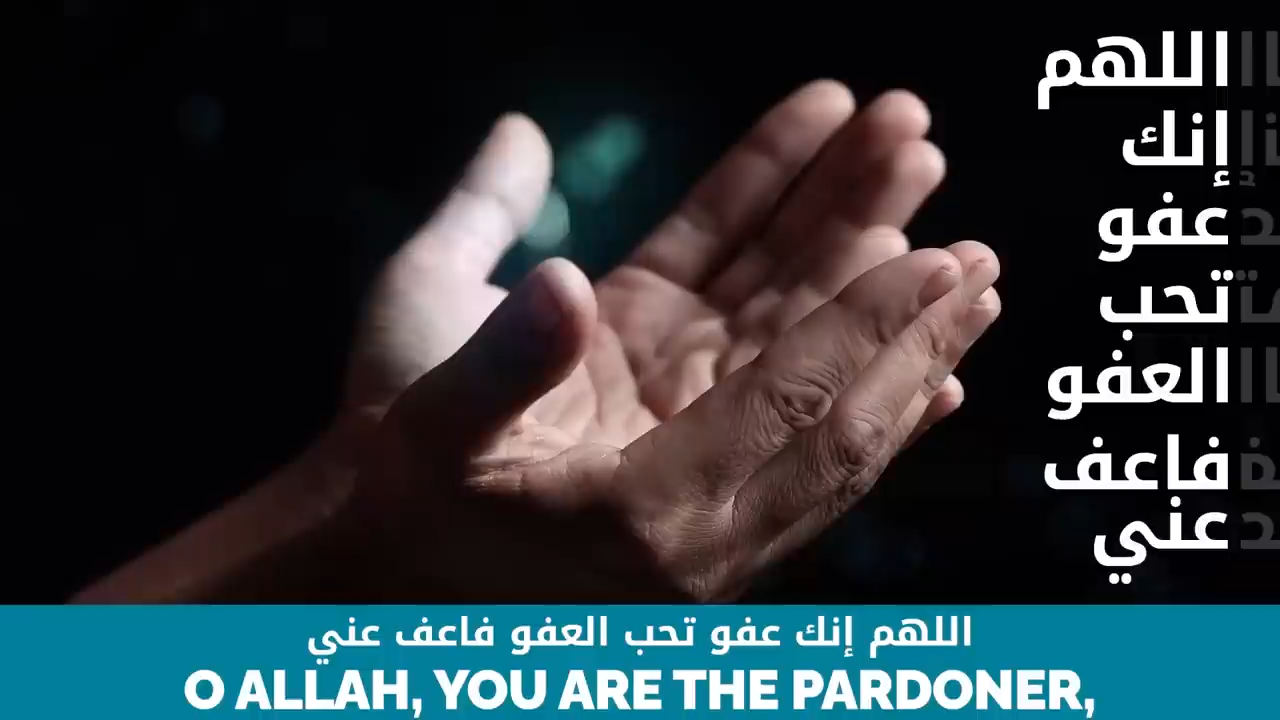 اللهم
إنك
عفو
تحب
العفو
فاعف
عني
اللهم إنك عفو تحب العفو فاعف عني
O ALLAH, YOU ARE THE PARDONER,